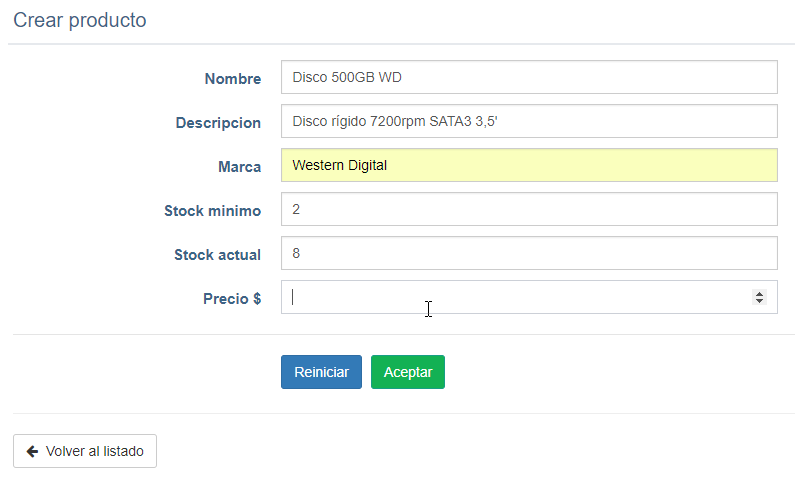 Crear producto
Nombre Disco 500GB WD
Descripcion Disco rígido 7200rpm SATA3 3,5'
Marca Western Digital
Stock minimo 2
Stock actual 8
Precio $
Reiniciar Aceptar
Volver al listado